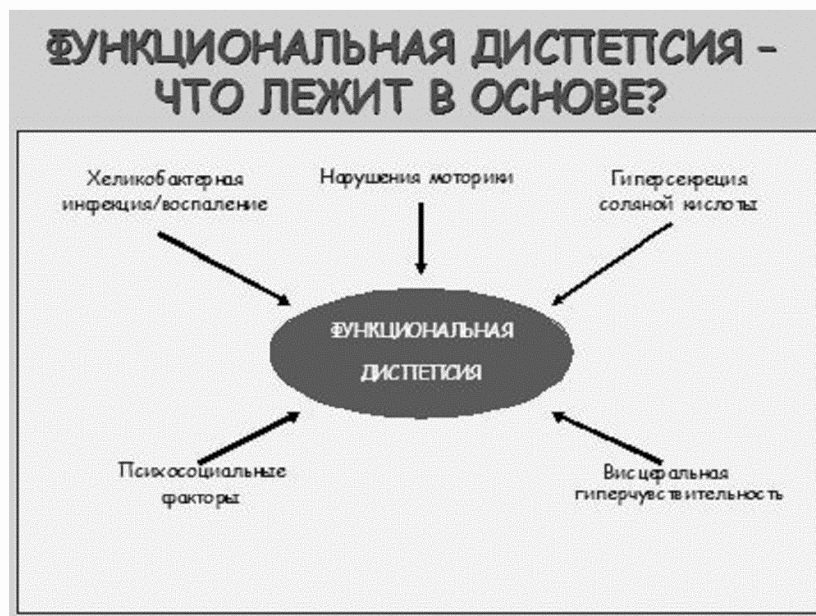 ФУНКЦИОНАЛЬНАЯ ДИСПЕПСИЯ –
ЧТО ЛЕЖИТ В ОСНОВЕ?
Хеликобактерная
инфекция/воспаление
Нарушения моторики
Гиперсекреция
соляной кислоты
ФУНКЦИОНАЛЬНАЯ
ДИСПЕПСИЯ
Психосоциальные
факторы
Висцеральная
гиперчувствительность